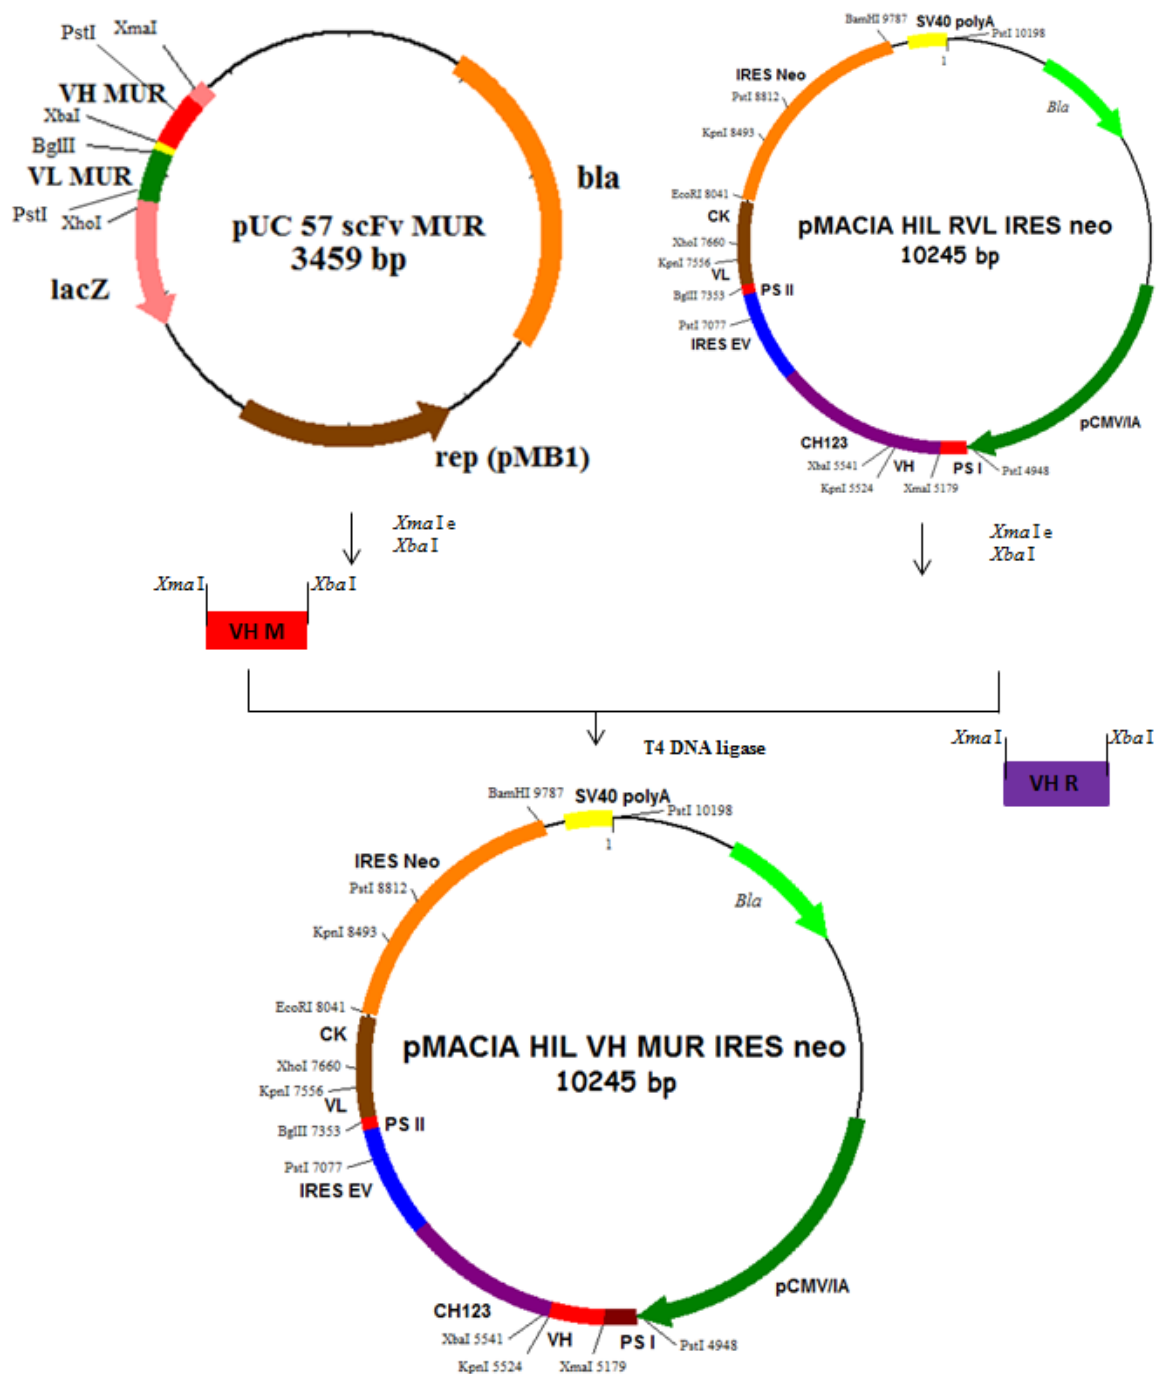 PstI
XmaI
VH MUR
XbaI
BglII
VL MUR
PstI
XhoI
lacZ
pUC 57 scFv MUR
3459 bp
bla
rep (pMB1)
BamHI 9787
SV40 polyA
PstI 10198
1
IRES Neo
PstI 8812
KpnI 8493
Bla
EcoRI 8041
CK
XhoI 7660
KpnI 7556
VL
BglII 7353
PS II
PstI 7077
IRES EV
pMACIA HIL RVL IRES neo
10245 bp
pCMV/IA
CH123
XbaI 5541
VH
PS I
PstI 4948
KpnI 5524
XmaI 5179
XmaI e
XbaI
XmaI e
XbaI
XmaI
XbaI
VH M
T4 DNA ligase
XmaI
XbaI
VH R
BamHI 9787
SV40 polyA
PstI 10198
1
IRES Neo
PstI 8812
KpnI 8493
Bla
EcoRI 8041
CK
XhoI 7660
KpnI 7556
VL
BglII 7353
PS II
PstI 7077
IRES EV
pMACIA HIL VH MUR IRES neo
10245 bp
pCMV/IA
CH123
XbaI 5541
VH
PS I
PstI 4948
KpnI 5524
XmaI 5179